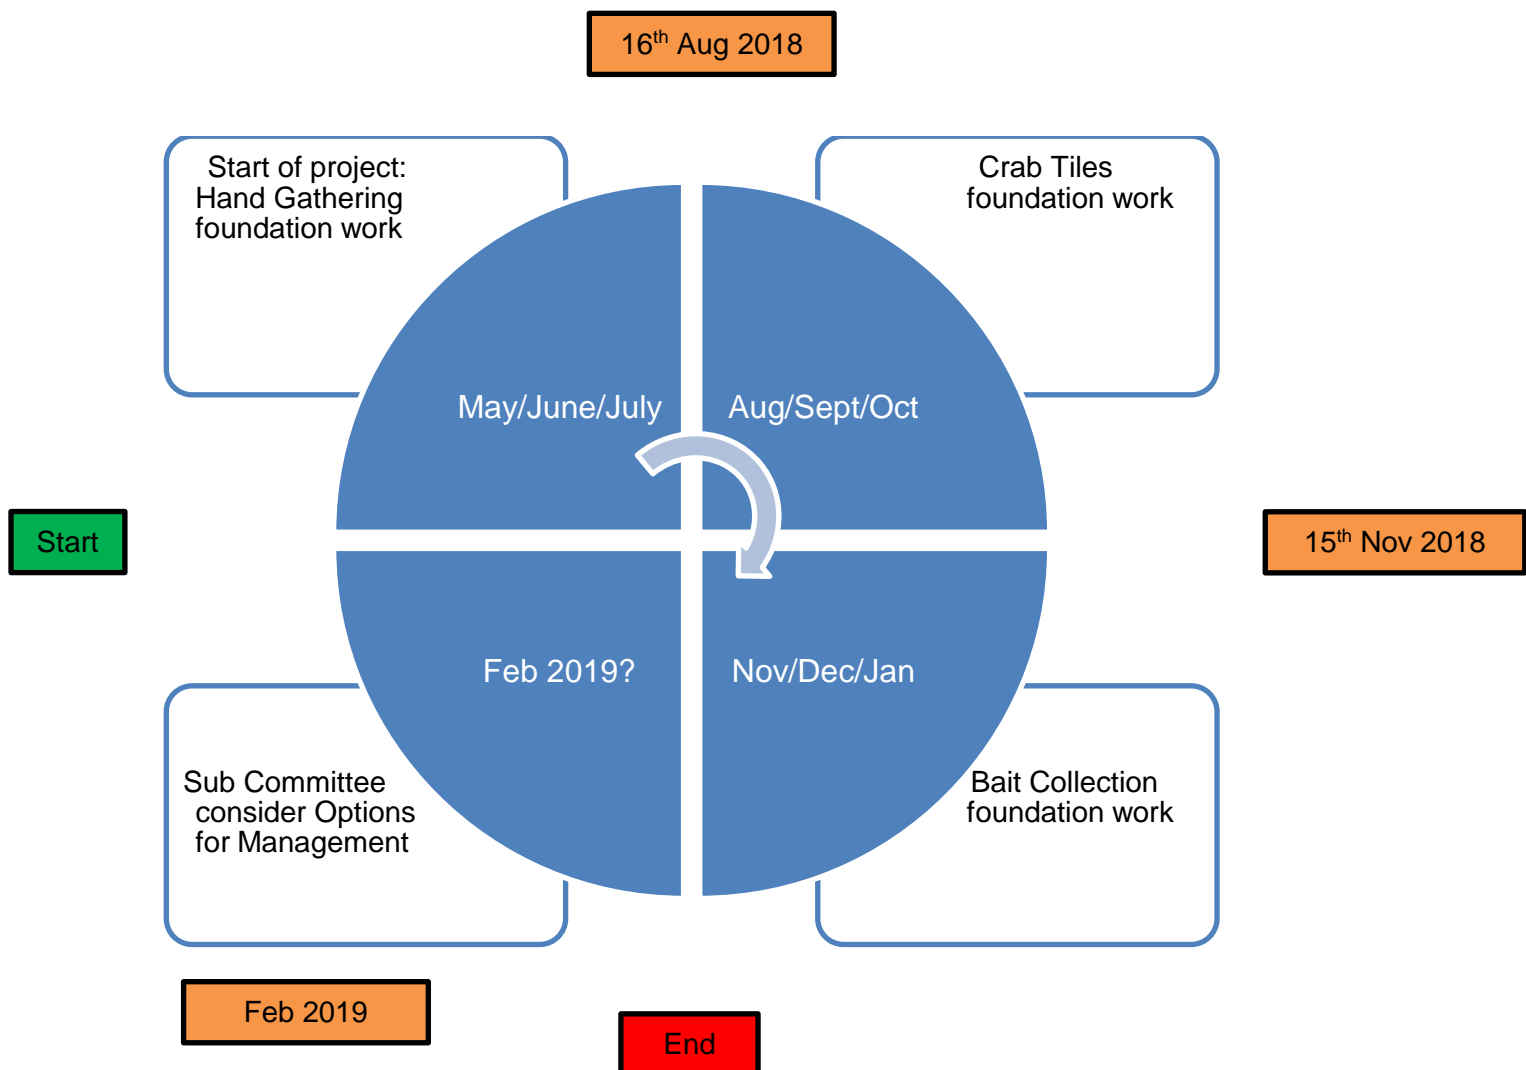 16th Aug 2018
Start of project:
Hand Gathering
foundation work
Crab Tiles
foundation work
May/June/July
Aug/Sept/Oct
Start
15th Nov 2018
Feb 2019?
Nov/Dec/Jan
Sub Committee
consider Options
for Management
Bait Collection
foundation work
Feb 2019
End